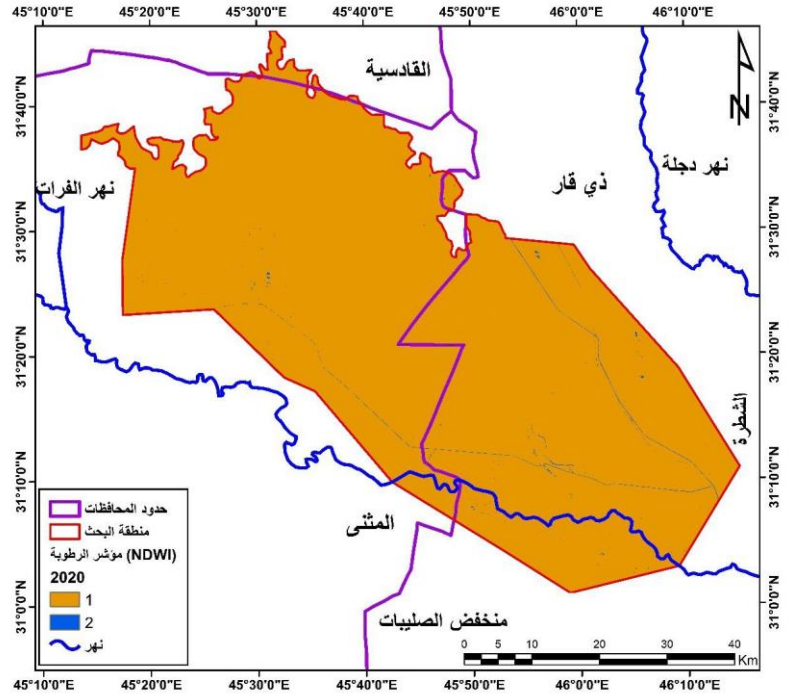 45°10'0"E 45°20'0"E 45°30'0"E 45°40'0"E 45°50'0"E 46°0'0"E 46°10'0"E
31°40'0"N
31°30'0"N
31°20'0"N
31°10'0"N
31°0'0"N
31°40'0"N
31°30'0"N
31°20'0"N
31°10'0"N
31°0'0"N
N
القادسية
نهر دجلة
ذي قار
نهر الفرات
الشطرة
المثنى
منخفض الصليبات
حدود المحافظات
منطقة البحث
مؤشر الرطوبة (NDWI)
2020
1
2
نهر
0 5 10 20 30 40
Km
45°10'0"E 45°20'0"E 45°30'0"E 45°40'0"E 45°50'0"E 46°0'0"E 46°10'0"E